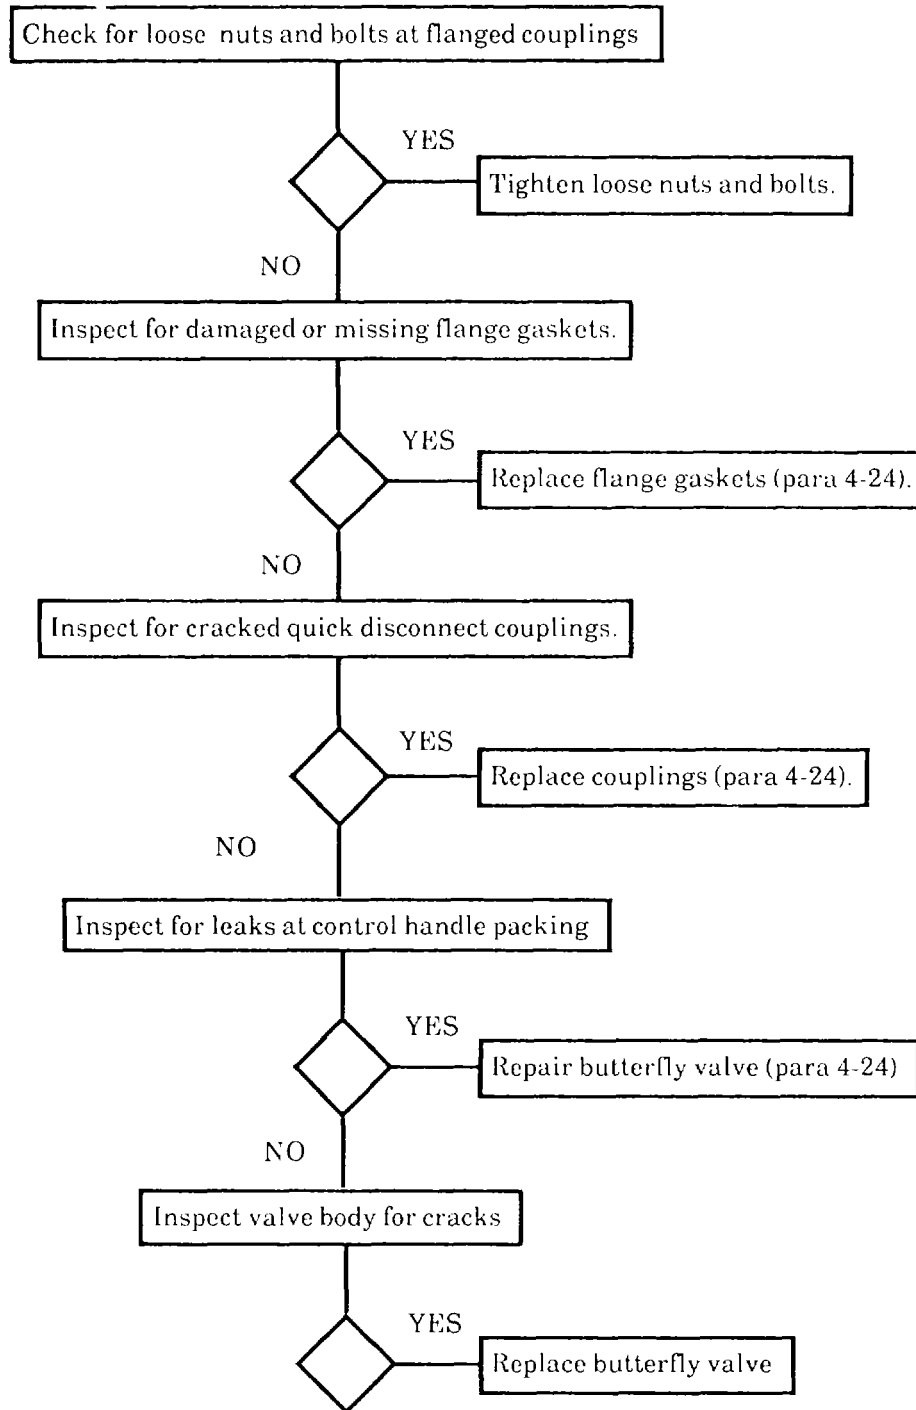 Check for loose nuts and bolts at flanged couplings
YES
Tighten loose nuts and bolts.
NO
Inspect for damaged or missing flange gaskets.
YES
Replace flange gaskets (para 4-24).
NO
Inspect for cracked quick disconnect couplings.
YES
Replace couplings (para 4-24).
NO
Inspect for leaks at control handle packing
YES
Repair butterfly valve (para 4-24)
NO
Inspect valve body for cracks
YES
Replace butterfly valve